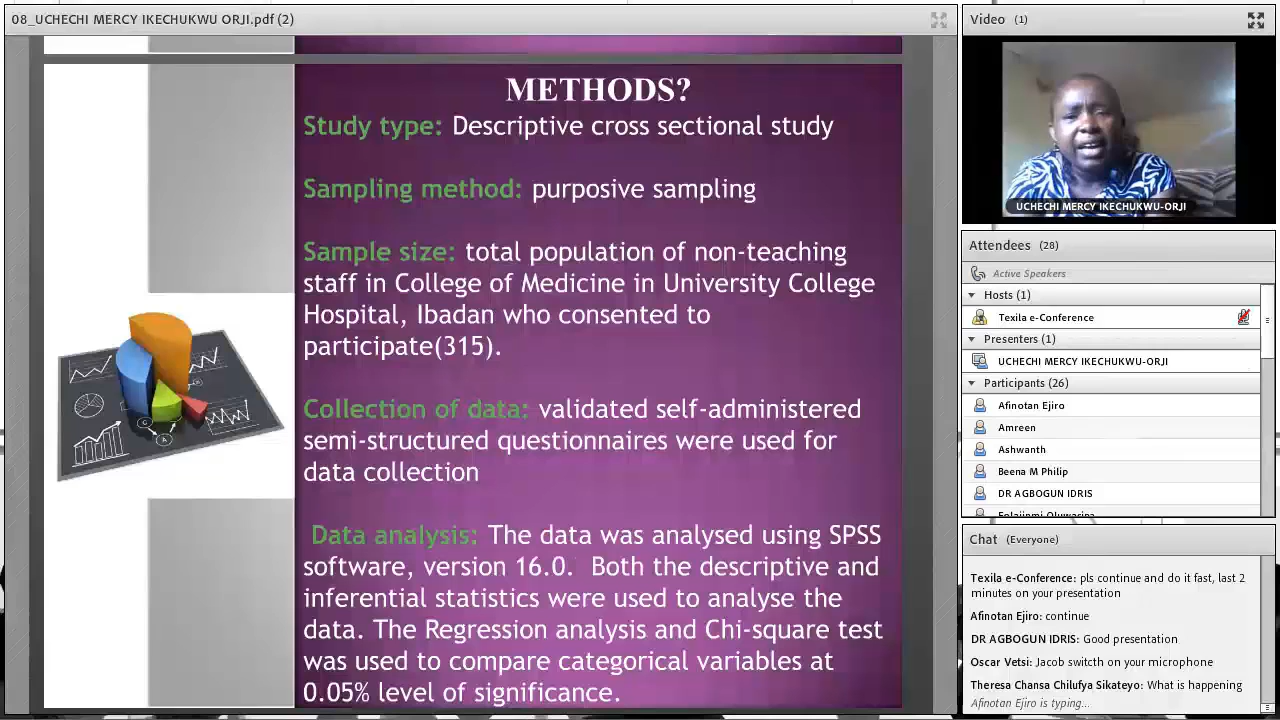 08_UCHECHI MERCY IKECHUKWU ORJI.pdf (2)
METHODS?
Study type: Descriptive cross sectional study
Sampling method: purposive sampling
Sample size: total population of non-teaching
staff in College of Medicine in University College
Hospital, Ibadan who consented to
participate(315).
Collection of data: validated self-administered
semi-structured questionnaires were used for
data collection
Data analysis: The data was analysed using SPSS
software, version 16.0. Both the descriptive and
inferential statistics were used to analyse the
data. The Regression analysis and Chi-square test
was used to compare categorical variables at
0.05% level of significance.
Video (1)
UCHECHI MERCY IKECHUKWU-ORJI
Attendees (28)
Active Speakers
Hosts (1)
Texila e-Conference
Presenters (1)
UCHECHI MERCY IKECHUKWU-ORJI
Participants (26)
Afinotan Ejiro
Amreen
Ashwanth
Beena M Philip
DR AGBOGUN IDRIS
Chat (Everyone)
Texila e-Conference: pls continue and do it fast, last 2
minutes on your presentation
Afinotan Ejiro: continue
DR AGBOGUN IDRIS: Good presentation
Oscar Vetsi: Jacob switcth on your microphone
Theresa Chansa Chilufya Sikateyo: What is happening
Afinotan Ejiro is typing...